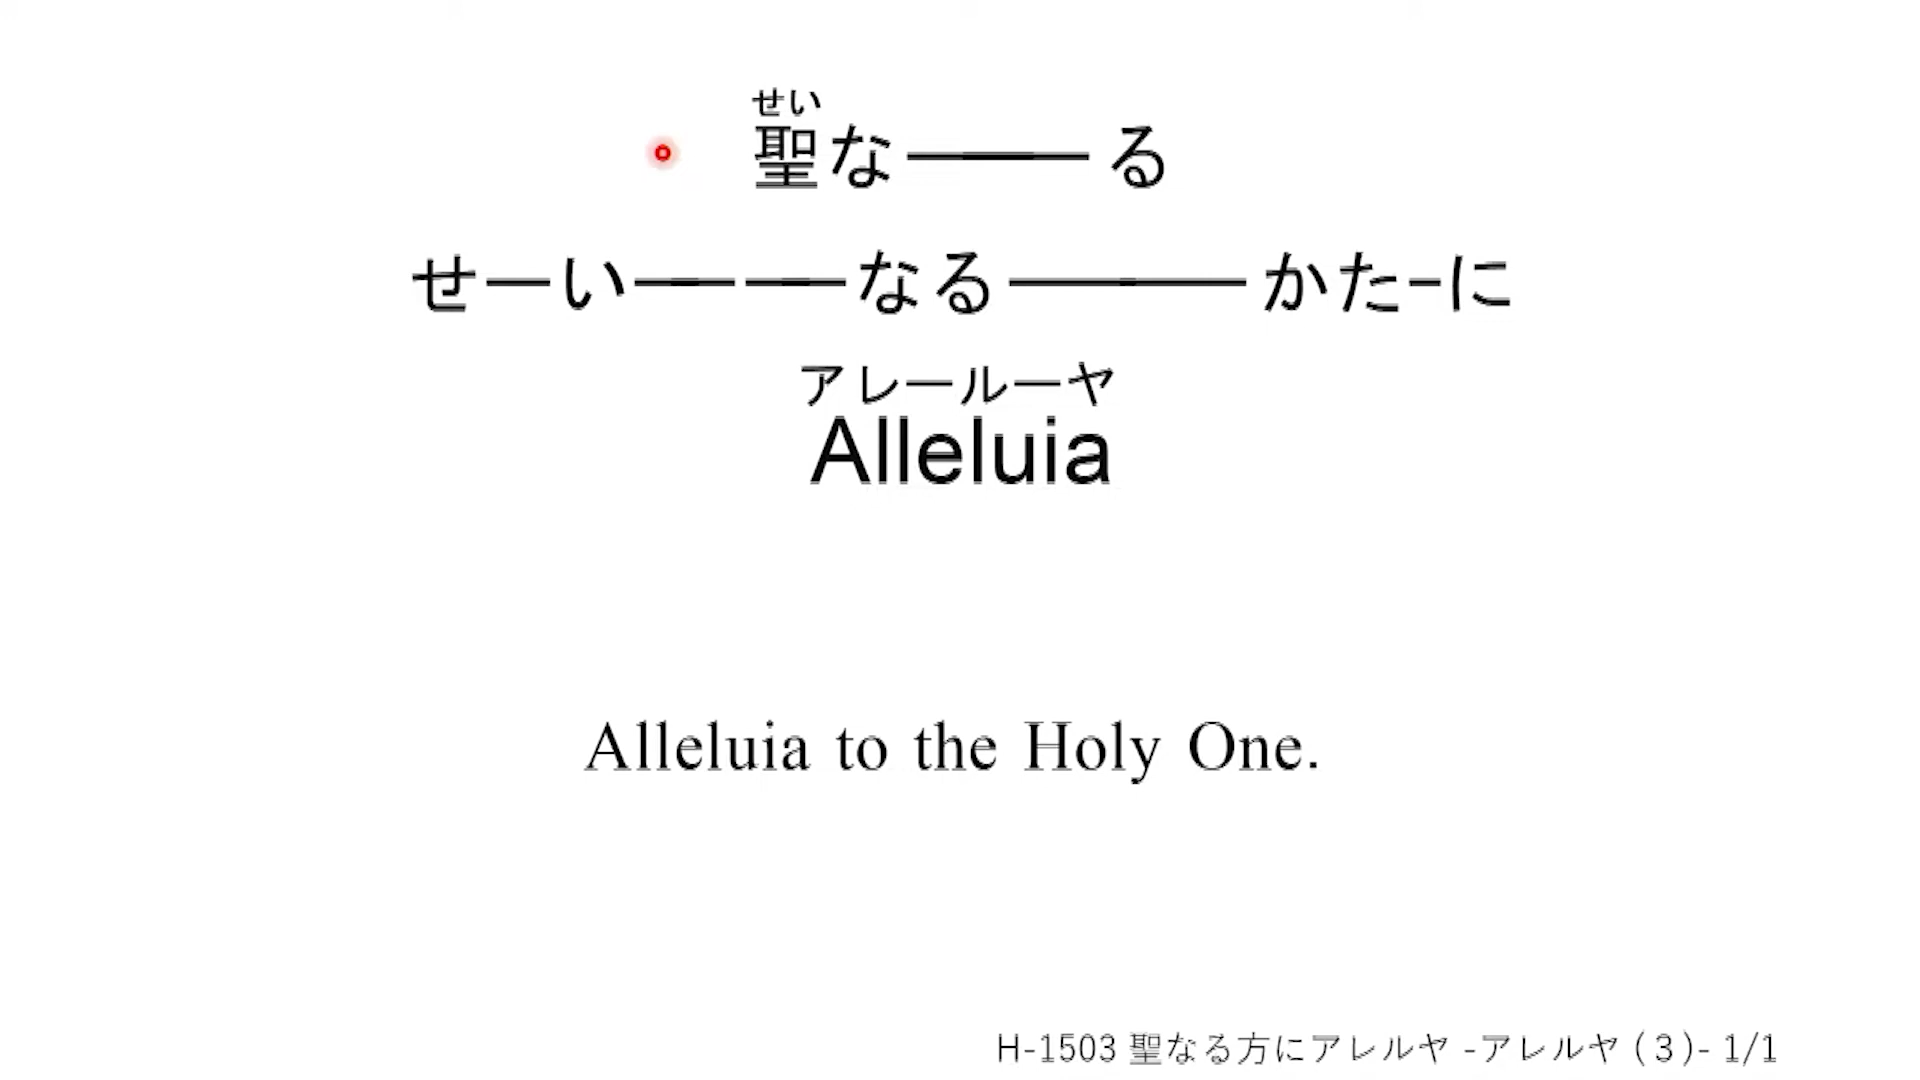 せい
聖な――る
せーい――――なる――――かたーに
アレールーヤ
Alleluia
Alleluia to the Holy One.
H-1503 聖なる方にアレルヤ -アレルヤ (３)- 1/1